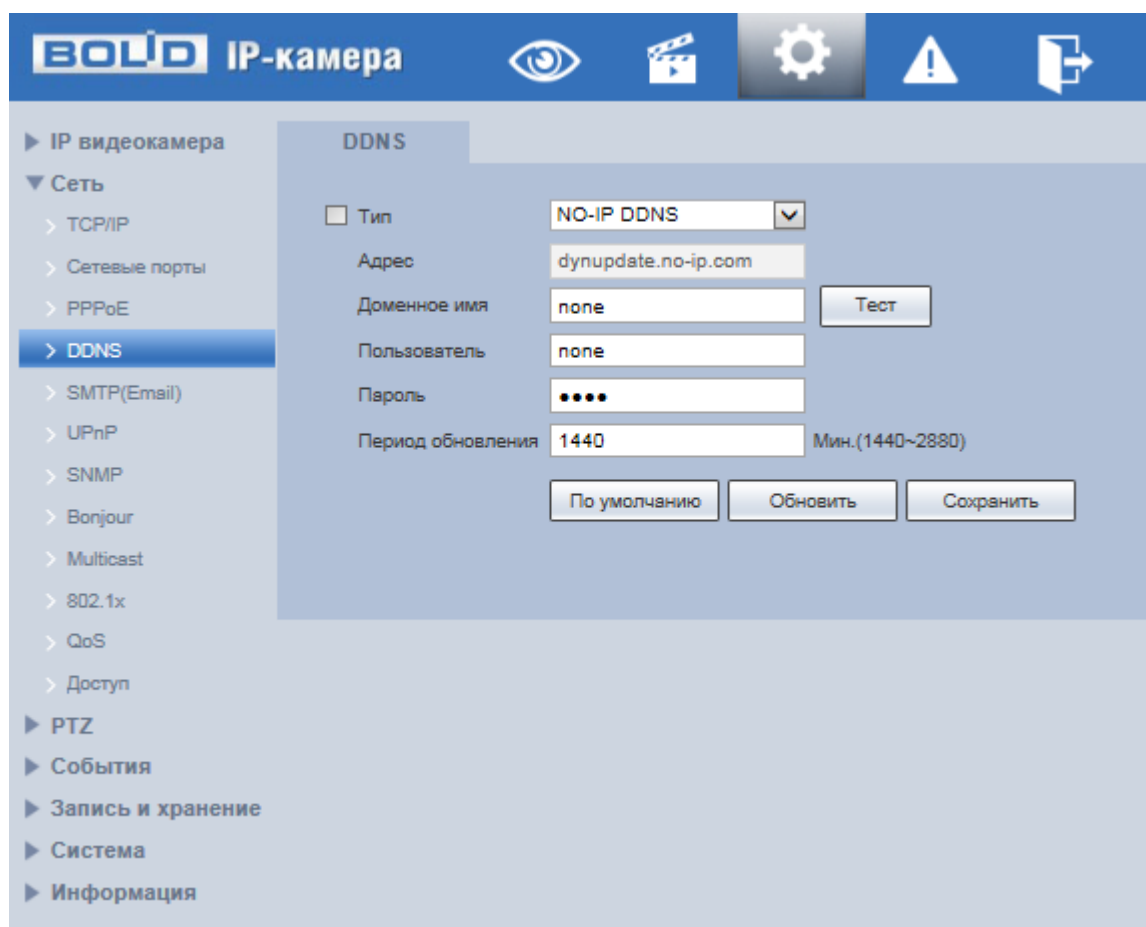 BOLID IP-камера
IP видеокамера
Сеть
TCP/IP
Сетевые порты
PPPoE
DDNS
SMTP(Email)
UPnP
SNMP
Bonjour
Multicast
802.1x
QoS
Доступ
PTZ
События
Запись и хранение
Система
Информация
DDNS
Тип NO-IP DDNS
Адрес dynupdate.no-ip.com
Доменное имя none Тест
Пользователь none
Пароль ••••
Период обновления 1440 Мин.(1440~2880)
По умолчанию Обновить Сохранить